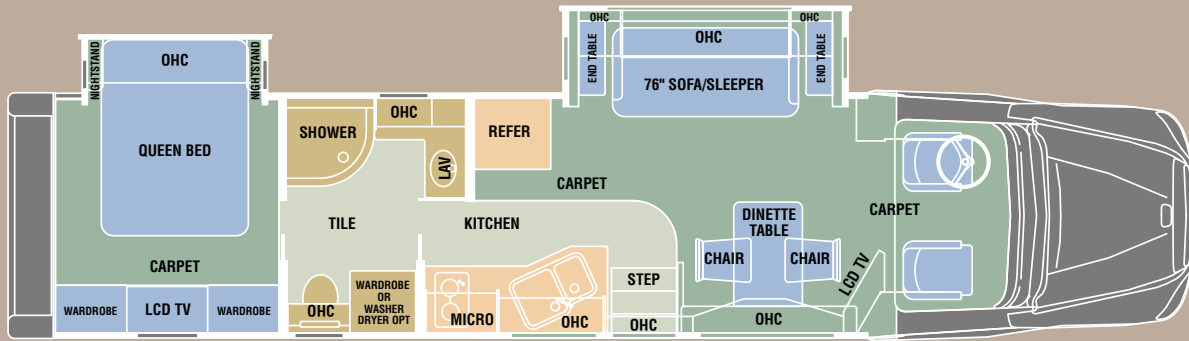 NIGHTSTAND
OHC
NIGHTSTAND
QUEEN BED
CARPET
WARDROBE
LCD TV
WARDROBE
SHOWER
OHC
LAV
TILE
OHC
WARDROBE
OR
WASHER
DRYER OPT
REFER
KITCHEN
MICRO
OHC
STEP
OHC
OHC
OHC
OHC
END TABLE
76" SOFA/SLEEPER
END TABLE
CARPET
DINETTE
TABLE
CHAIR
CHAIR
OHC
LCD TV
CARPET